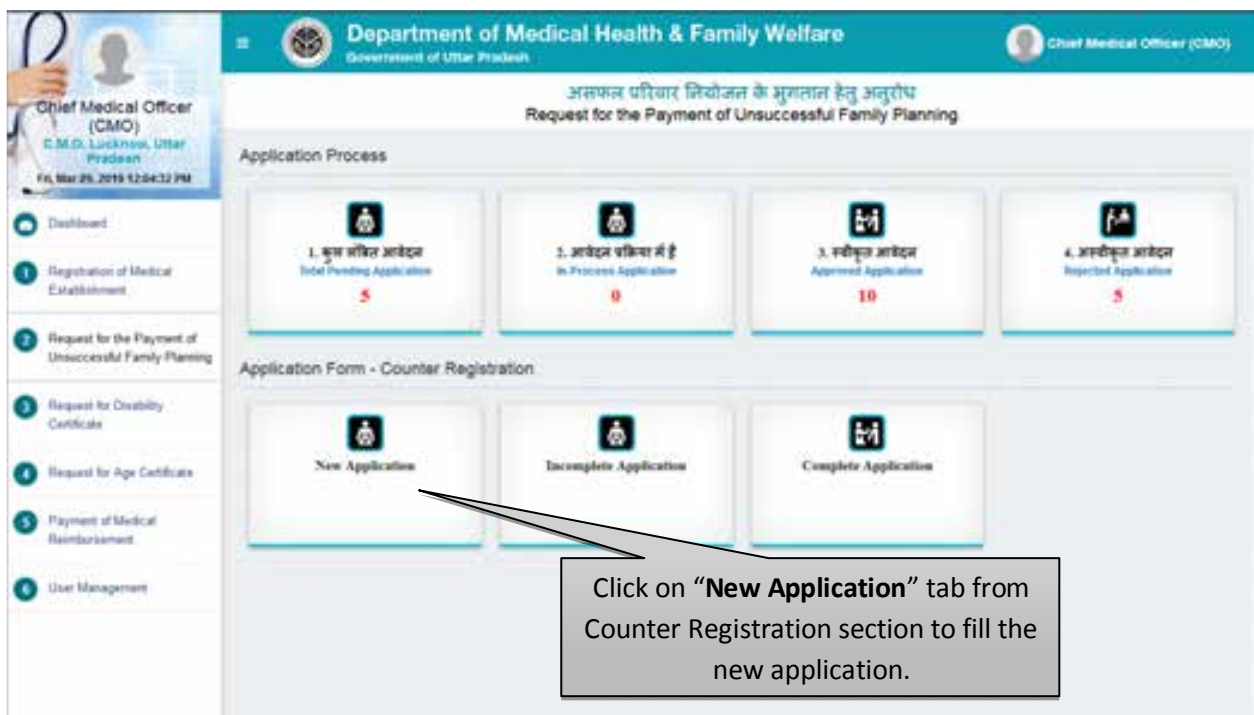 Chief Medical Officer
(CMO)
C.M.O. Lucknow, Uttar
Pradesh
Fri, Mar 29, 2019 12:04:32 PM
Dashboard
1 Registration of Medical
Establishment
2 Request for the Payment of
Unsuccessful Family Planning
3 Request for Disability
Certificate
4 Request for Age Certificate
5 Payment of Medical
Reimbursement
6 User Management
Department of Medical Health & Family Welfare
Government of Uttar Pradesh
Chief Medical Officer (CMO)
असफल परिवार नियोजन के भुगतान हेतु अनुरोध
Request for the Payment of Unsuccessful Family Planning
Application Process
1. कुल लंबित आवेदन
Total Pending Application
5
2. आवेदन प्रक्रिया में है
In-Process Application
0
3. स्वीकृत आवेदन
Approved Application
10
4. अस्वीकृत आवेदन
Rejected Application
5
Application Form - Counter Registration
New Application
Incomplete Application
Complete Application
Click on “New Application” tab from
Counter Registration section to fill the
new application.